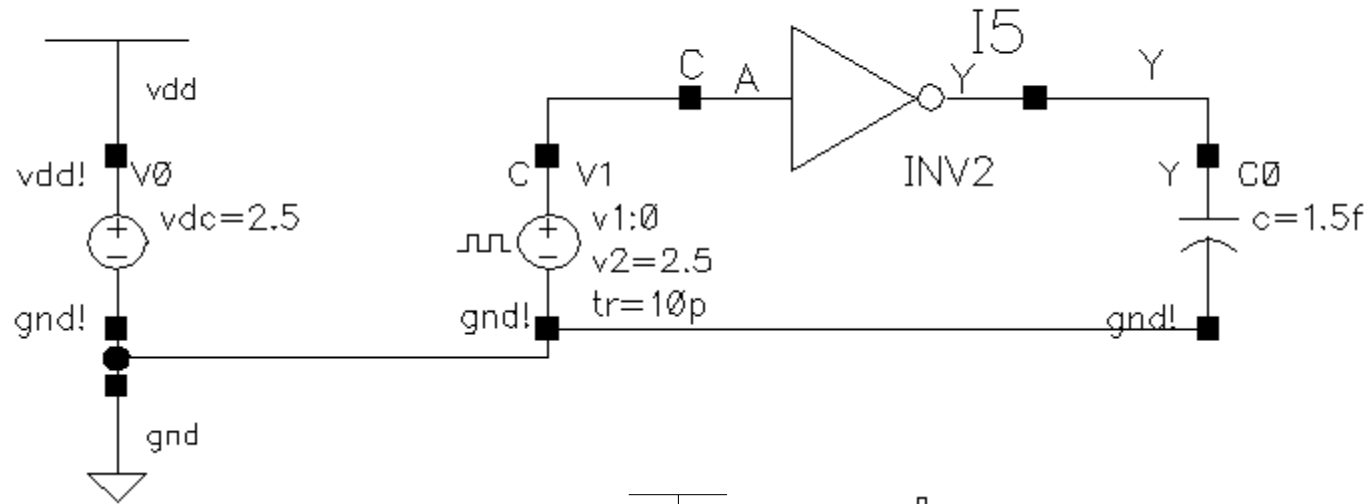 vdd
vdd! V0
vdc=2.5
gnd!
gnd
C A
C V1
v1:0
v2=2.5
tr=10p
gnd!
I5
Y Y
INV2
Y C0
c=1.5f
gnd!